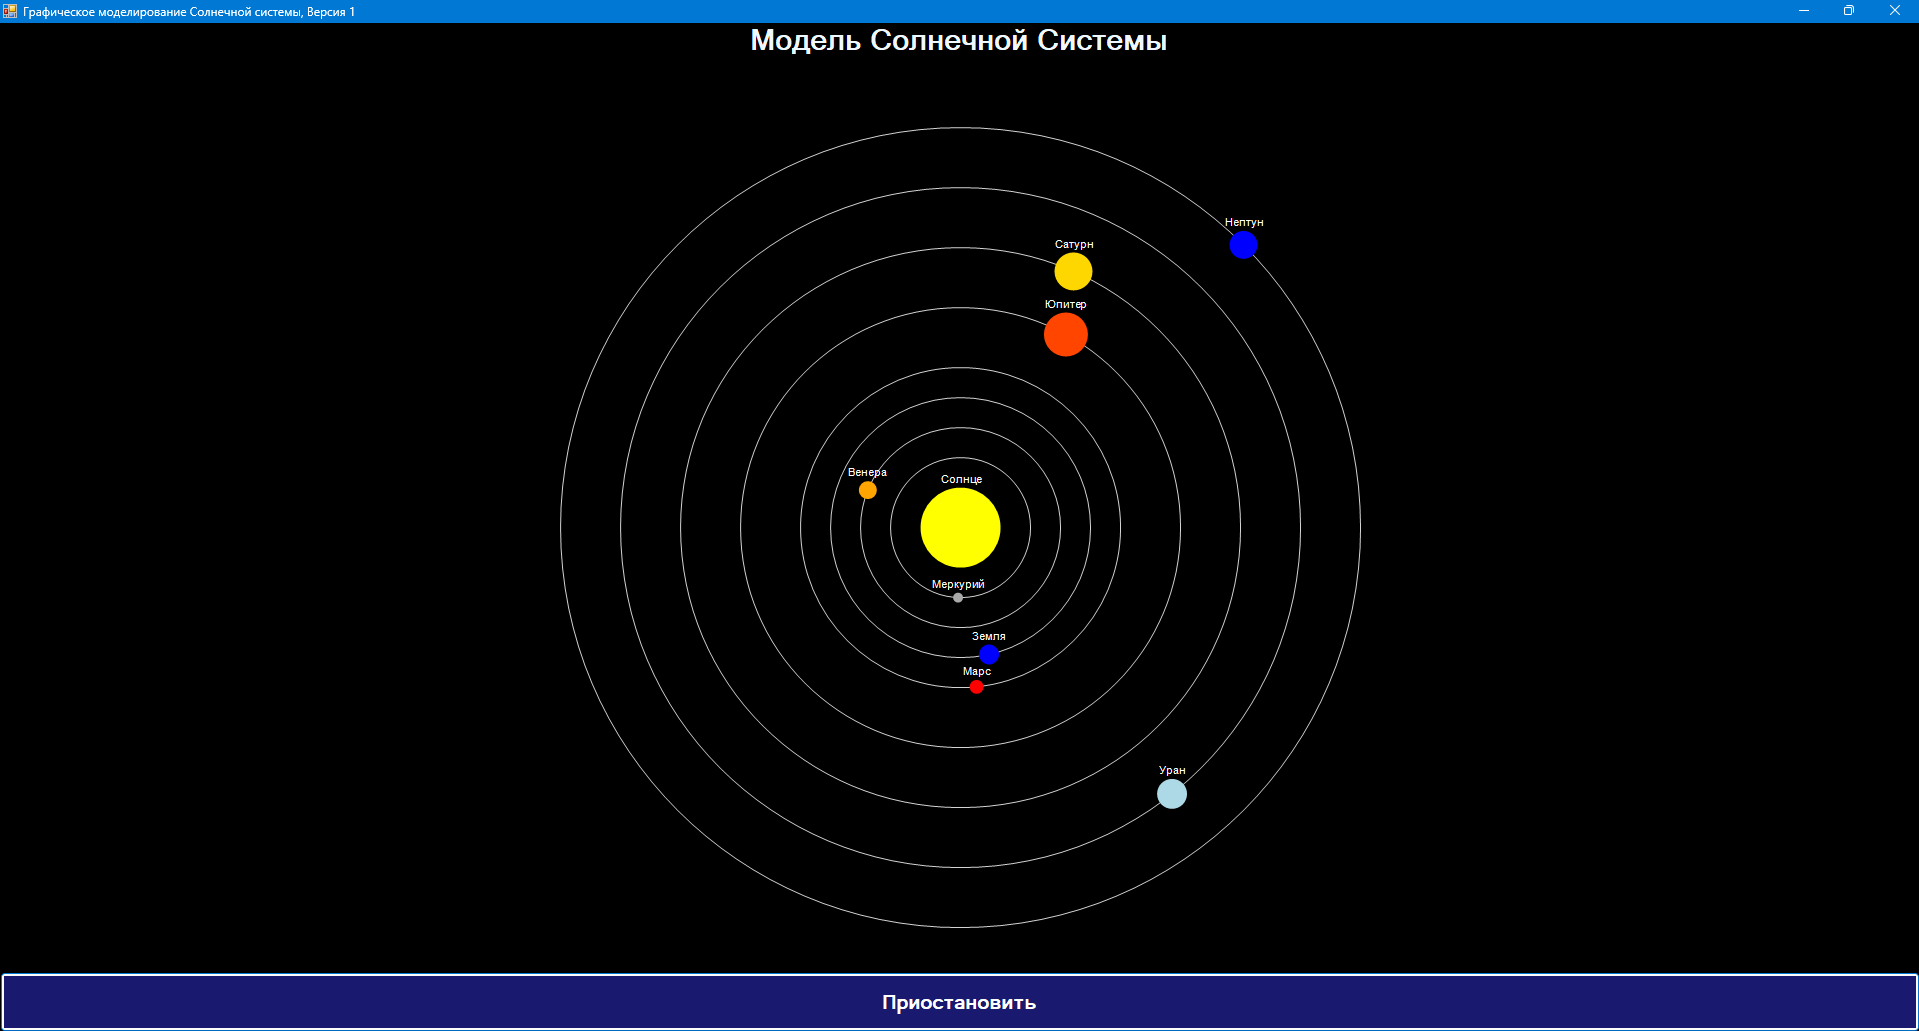 Графическое моделирование Солнечной системы, Версия 1
Модель Солнечной Системы
Нептун
Сатурн
Юпитер
Венера
Солнце
Меркурий
Земля
Марс
Уран
Приостановить